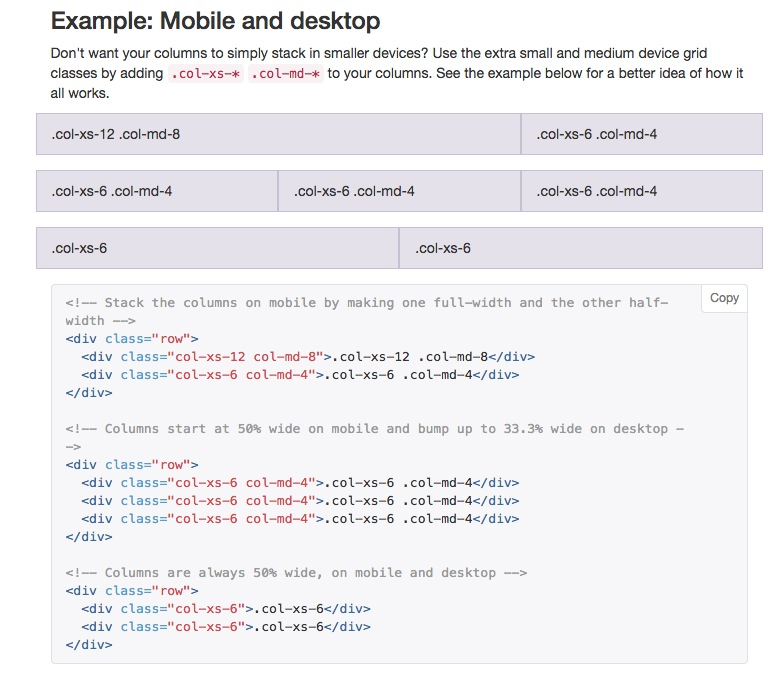 Example: Mobile and desktop
Don't want your columns to simply stack in smaller devices? Use the extra small and medium device grid
classes by adding .col-xs-* .col-md-* to your columns. See the example below for a better idea of how it
all works.
.col-xs-12 .col-md-8 .col-xs-6 .col-md-4
.col-xs-6 .col-md-4 .col-xs-6 .col-md-4 .col-xs-6 .col-md-4
.col-xs-6 .col-xs-6
Copy
<!-- Stack the columns on mobile by making one full-width and the other half-
width -->
<div class="row">
  <div class="col-xs-12 col-md-8">.col-xs-12 .col-md-8</div>
  <div class="col-xs-6 col-md-4">.col-xs-6 .col-md-4</div>
</div>

<!-- Columns start at 50% wide on mobile and bump up to 33.3% wide on desktop -
->
<div class="row">
  <div class="col-xs-6 col-md-4">.col-xs-6 .col-md-4</div>
  <div class="col-xs-6 col-md-4">.col-xs-6 .col-md-4</div>
  <div class="col-xs-6 col-md-4">.col-xs-6 .col-md-4</div>
</div>

<!-- Columns are always 50% wide, on mobile and desktop -->
<div class="row">
  <div class="col-xs-6">.col-xs-6</div>
  <div class="col-xs-6">.col-xs-6</div>
</div>